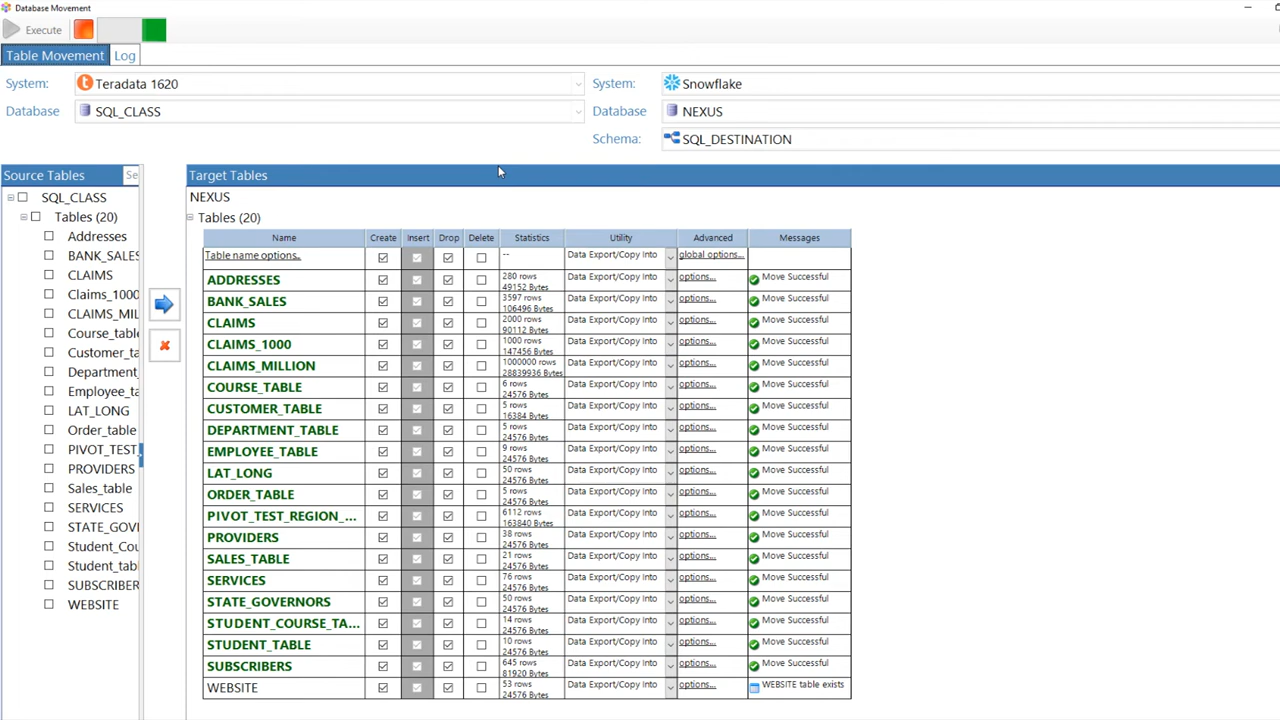 Database Movement
Execute
Table Movement Log
System: Teradata 1620 System: Snowflake
Database SQL_CLASS Database NEXUS
Schema: SQL_DESTINATION
Source Tables Se Target Tables
SQL_CLASS NEXUS
Tables (20) Tables (20)
Addresses
BANK_SALES
CLAIMS
Claims_1000
CLAIMS_MIL
Course_table
Customer_ta
Department_
Employee_ta
LAT_LONG
Order_table
PIVOT_TEST_
PROVIDERS
Sales_table
SERVICES
STATE_GOVI
Student_Cou
Student_tabl
SUBSCRIBER
WEBSITE
Name Create Insert Drop Delete Statistics Utility Advanced Messages
Table name options.. -- Data Export/Copy Into global options...
ADDRESSES 280 rows 49152 Bytes Data Export/Copy Into options... Move Successful
BANK_SALES 3597 rows 106496 Bytes Data Export/Copy Into options... Move Successful
CLAIMS 2000 rows 90112 Bytes Data Export/Copy Into options... Move Successful
CLAIMS_1000 1000 rows 147456 Bytes Data Export/Copy Into options... Move Successful
CLAIMS_MILLION 1000000 rows 28839936 Bytes Data Export/Copy Into options... Move Successful
COURSE_TABLE 6 rows 24576 Bytes Data Export/Copy Into options... Move Successful
CUSTOMER_TABLE 5 rows 16384 Bytes Data Export/Copy Into options... Move Successful
DEPARTMENT_TABLE 5 rows 24576 Bytes Data Export/Copy Into options... Move Successful
EMPLOYEE_TABLE 9 rows 24576 Bytes Data Export/Copy Into options... Move Successful
LAT_LONG 50 rows 24576 Bytes Data Export/Copy Into options... Move Successful
ORDER_TABLE 5 rows 24576 Bytes Data Export/Copy Into options... Move Successful
PIVOT_TEST_REGION_... 6112 rows 163840 Bytes Data Export/Copy Into options... Move Successful
PROVIDERS 38 rows 24576 Bytes Data Export/Copy Into options... Move Successful
SALES_TABLE 21 rows 24576 Bytes Data Export/Copy Into options... Move Successful
SERVICES 76 rows 24576 Bytes Data Export/Copy Into options... Move Successful
STATE_GOVERNORS 50 rows 24576 Bytes Data Export/Copy Into options... Move Successful
STUDENT_COURSE_TA... 14 rows 24576 Bytes Data Export/Copy Into options... Move Successful
STUDENT_TABLE 10 rows 24576 Bytes Data Export/Copy Into options... Move Successful
SUBSCRIBERS 645 rows 81920 Bytes Data Export/Copy Into options... Move Successful
WEBSITE 53 rows 24576 Bytes Data Export/Copy Into options... WEBSITE table exists